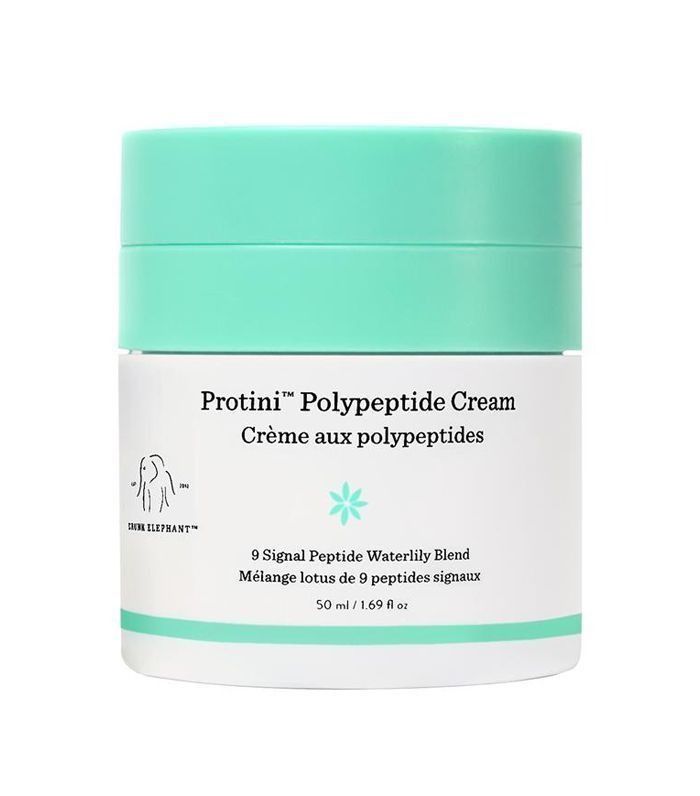 Protini™ Polypeptide Cream
Crème aux polypeptides
DRUNK ELEPHANT™
9 Signal Peptide Waterlily Blend
Mélange lotus de 9 peptides signaux
50 ml / 1.69 fl oz